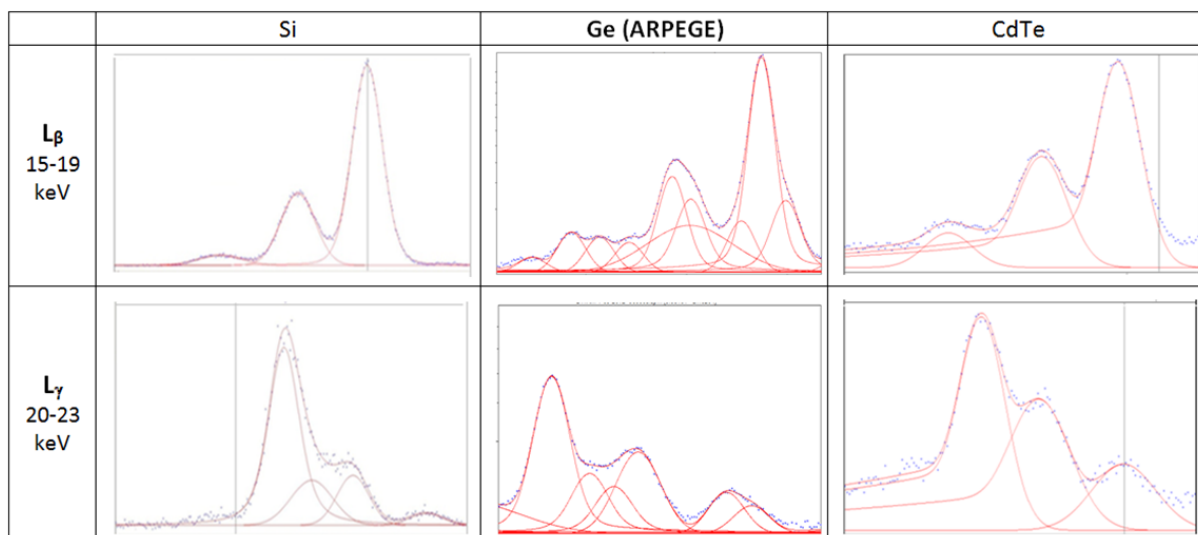 Si
Ge (ARPEGE)
CdTe
Lβ
15-19
keV
Lγ
20-23
keV